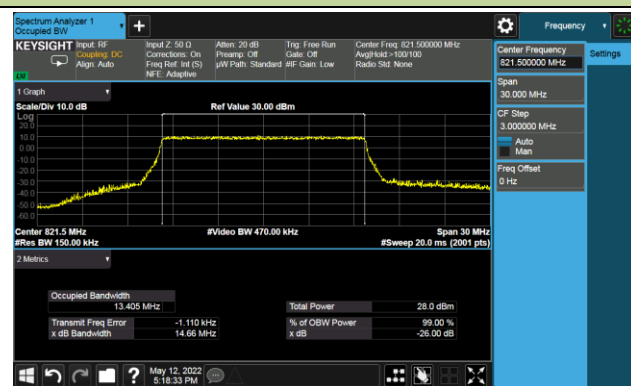 Spectrum Analyzer 1
Occupied BW
+
Frequency
KEYSIGHT
Input: RF
Coupling: DC
Align: Auto
Input Z: 50 Ω
Corrections: On
Freq Ref: Int (S)
NFE: Adaptive
Atten: 20 dB
Preamp: Off
µW Path: Standard
Trig: Free Run
Gate: Off
#IF Gain: Low
Center Freq: 821.500000 MHz
Avg|Hold:>100/100
Radio Std: None
Center Frequency
821.500000 MHz
Settings
Span
30.000 MHz
CF Step
3.000000 MHz
Auto
Man
Freq Offset
0 Hz
1 Graph
Scale/Div 10.0 dB
Ref Value 30.00 dBm
Log
20.0
10.0
0.00
-10.0
-20.0
-30.0
-40.0
-50.0
-60.0
Center 821.5 MHz
#Video BW 470.00 kHz
Span 30 MHz
#Res BW 150.00 kHz
#Sweep 20.0 ms (2001 pts)
2 Metrics
Occupied Bandwidth
13.405 MHz
Total Power
28.0 dBm
Transmit Freq Error
-1.110 kHz
% of OBW Power
99.00 %
x dB Bandwidth
14.66 MHz
x dB
-26.00 dB
?
May 12, 2022
5:18:33 PM